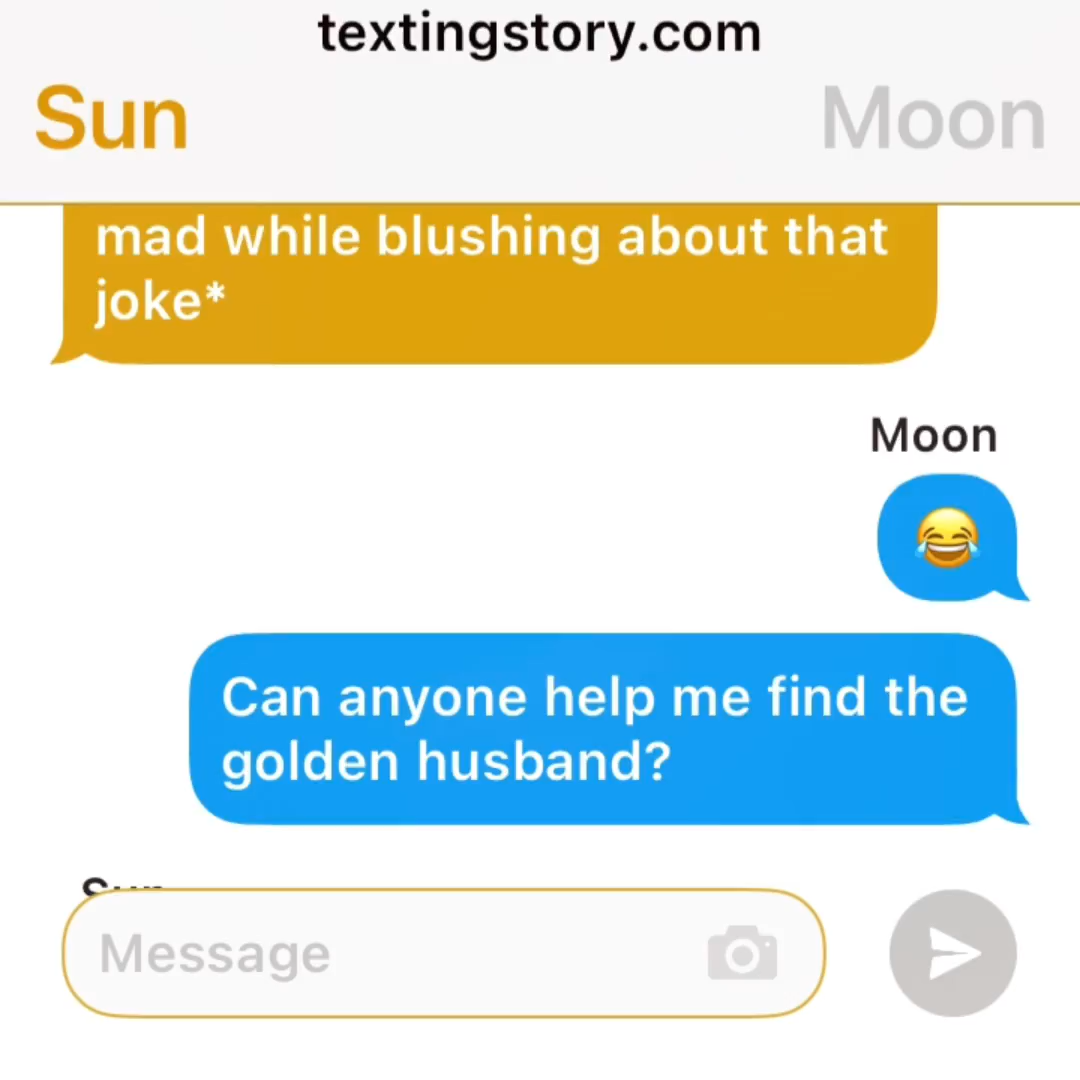 textingstory.com
Sun
Moon
mad while blushing about that
joke*
Moon
😂
Can anyone help me find the
golden husband?
Sun
Message